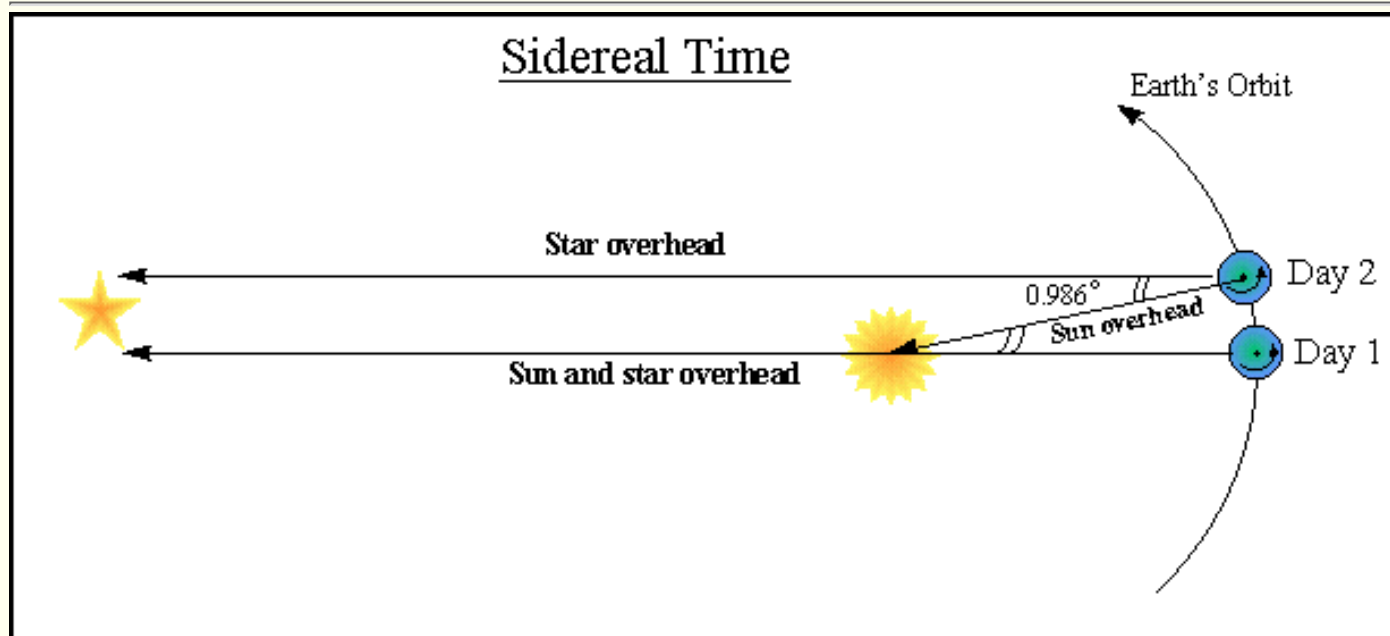 Sidereal Time
Earth's Orbit
Star overhead
0.986°
Day 2
Sun overhead
Day 1
Sun and star overhead